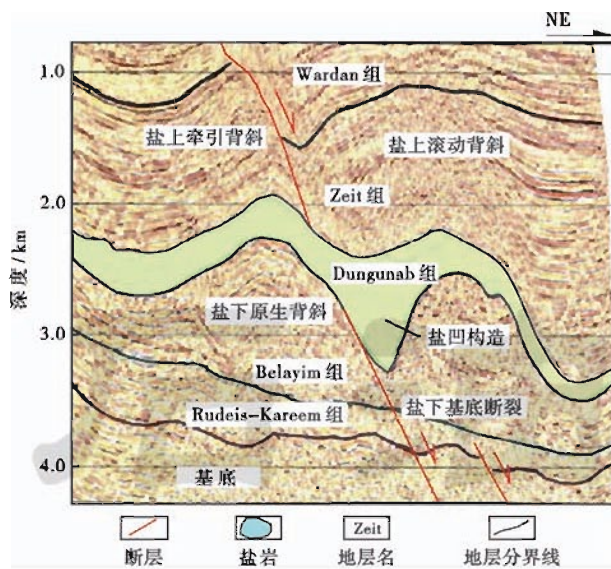 NE
1.0
Wardan 组
盐上牵引背斜
盐上滚动背斜
Zeit 组
2.0
Dungunab 组
深度/km
盐下原生背斜
3.0
盐凹构造
Belayim 组
盐下基底断裂
Rudeis-Kareem 组
4.0
基底
Zeit
断层
盐岩
地层名
地层分界线